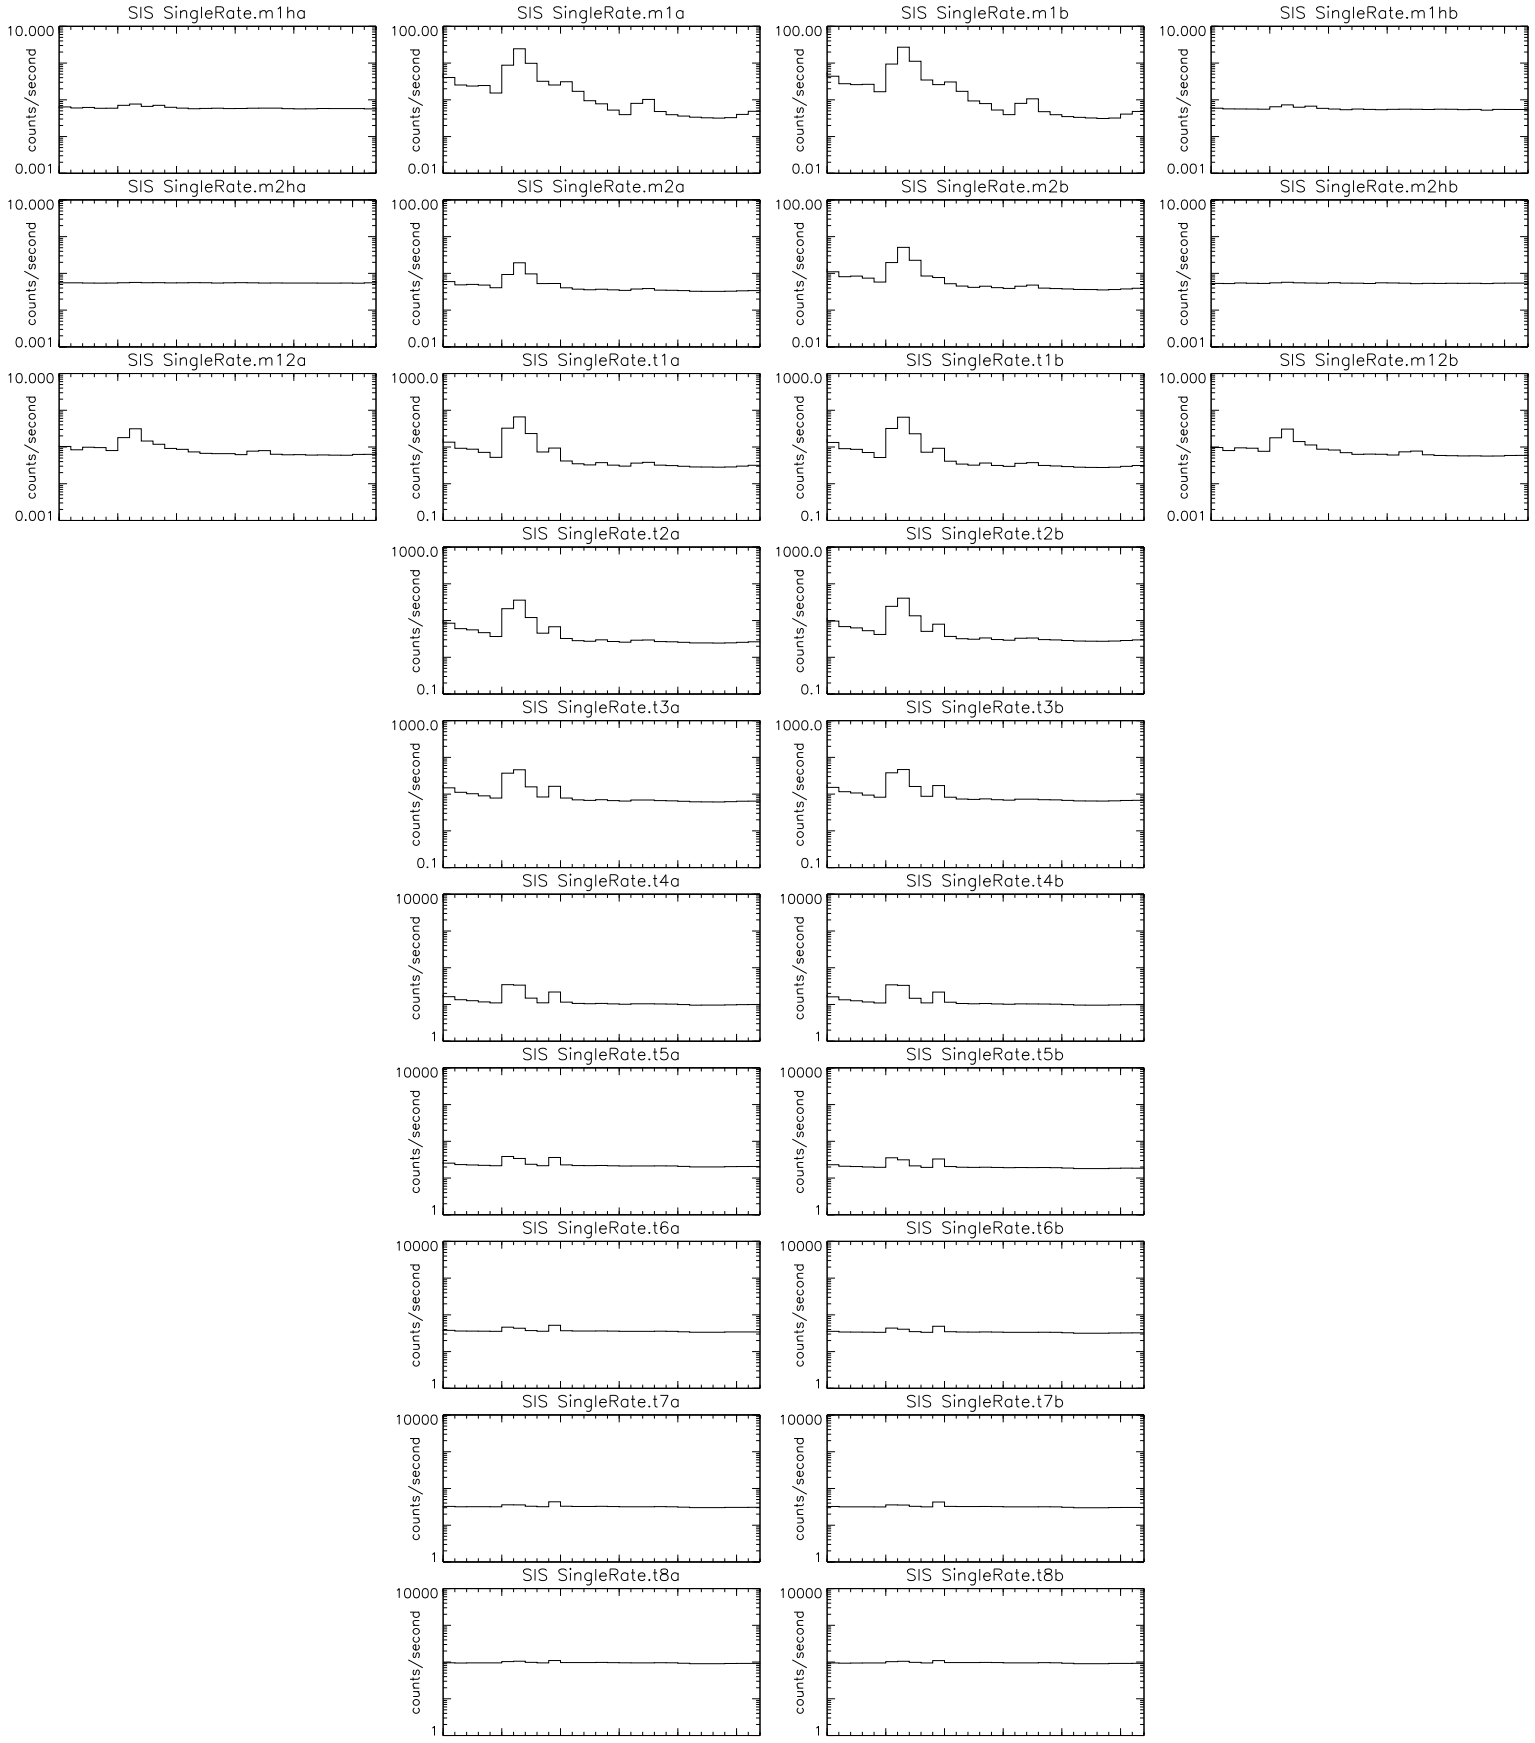 SIS SingleRate.m1ha
10.000
counts/second
0.001
SIS SingleRate.m1a
100.00
counts/second
0.01
SIS SingleRate.m1b
100.00
counts/second
0.01
SIS SingleRate.m1hb
10.000
counts/second
0.001
SIS SingleRate.m2ha
10.000
counts/second
0.001
SIS SingleRate.m2a
100.00
counts/second
0.01
SIS SingleRate.m2b
100.00
counts/second
0.01
SIS SingleRate.m2hb
10.000
counts/second
0.001
SIS SingleRate.m12a
10.000
counts/second
0.001
SIS SingleRate.t1a
1000.0
counts/second
0.1
SIS SingleRate.t1b
1000.0
counts/second
0.1
SIS SingleRate.m12b
10.000
counts/second
0.001
SIS SingleRate.t2a
1000.0
counts/second
0.1
SIS SingleRate.t2b
1000.0
counts/second
0.1
SIS SingleRate.t3a
1000.0
counts/second
0.1
SIS SingleRate.t3b
1000.0
counts/second
0.1
SIS SingleRate.t4a
10000
counts/second
1
SIS SingleRate.t4b
10000
counts/second
1
SIS SingleRate.t5a
10000
counts/second
1
SIS SingleRate.t5b
10000
counts/second
1
SIS SingleRate.t6a
10000
counts/second
1
SIS SingleRate.t6b
10000
counts/second
1
SIS SingleRate.t7a
10000
counts/second
1
SIS SingleRate.t7b
10000
counts/second
1
SIS SingleRate.t8a
10000
counts/second
1
SIS SingleRate.t8b
10000
counts/second
1